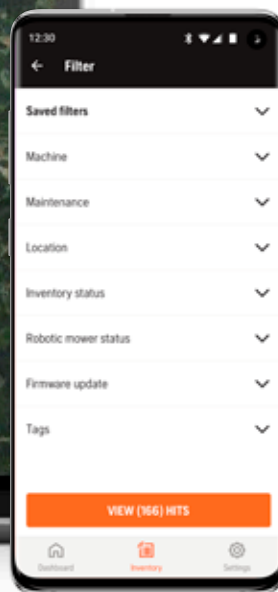 12:30
Filter
Saved filters
Machine
Maintenance
Location
Inventory status
Robotic mower status
Firmware update
Tags
VIEW (166) HITS
Dashboard
Inventory
Settings